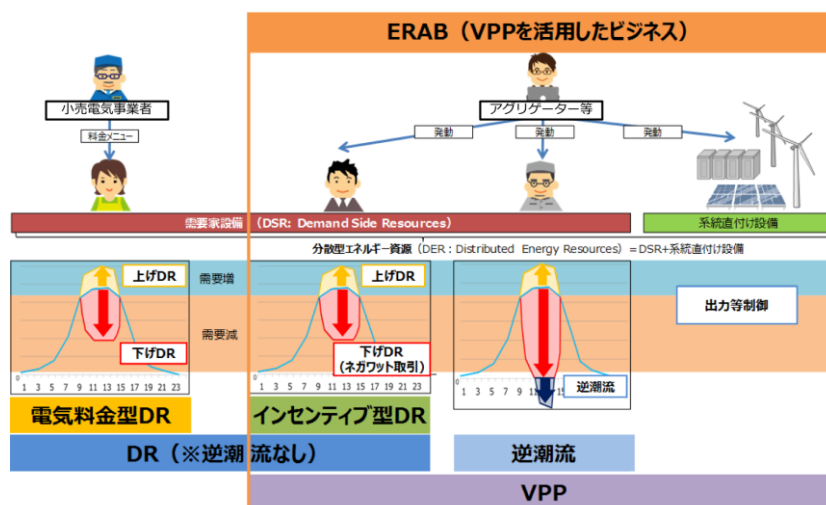 ERAB（VPPを活用したビジネス）
小売電気事業者
アグリゲーター等
料金メニュー
発動
発動
発動
需要家設備 （DSR: Demand Side Resources）
系統直付け設備
分散型エネルギー資源（DER：Distributed Energy Resources）＝DSR+系統直付け設備
上げDR
需要増
上げDR
出力等制御
需要減
下げDR
下げDR
（ネガワット取引）
逆潮流
0
1 3 5 7 9 11 13 15 17 19 21 23
0
1 3 5 7 9 11 13 15 17 19 21 23
0
1 3 5 7 9
電気料金型DR
インセンティブ型DR
DR（※逆潮流なし）
逆潮流
VPP